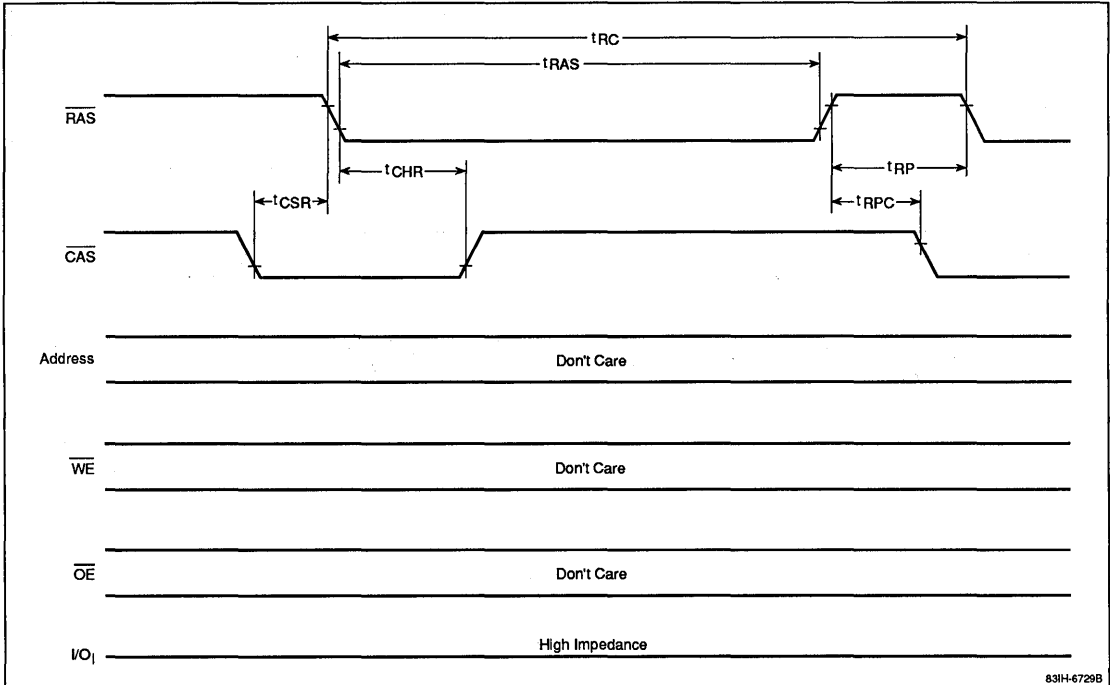 tRC
tRAS
RAS
tCHR
tRP
tCSR
tRPC
CAS
Address
Don't Care
WE
Don't Care
OE
Don't Care
High Impedance
I/O|
83IH-6729B